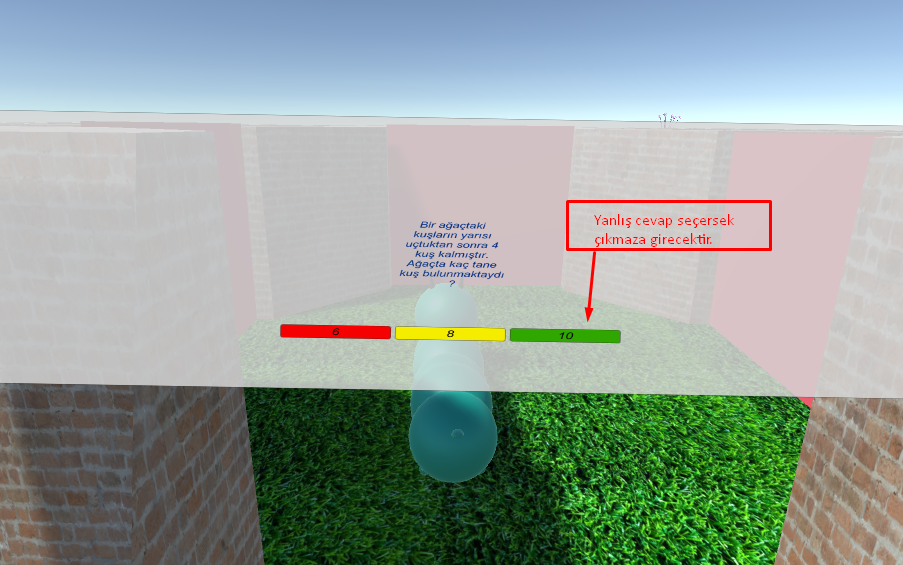 Bir ağaçtaki
kuşların yarısı
uçtuktan sonra 4
kuş kalmıştır.
Ağaçta kaç tane
kuş bulunmaktaydı
?
Yanlış cevap seçersek
çıkmaza girecektir.
6
8
10